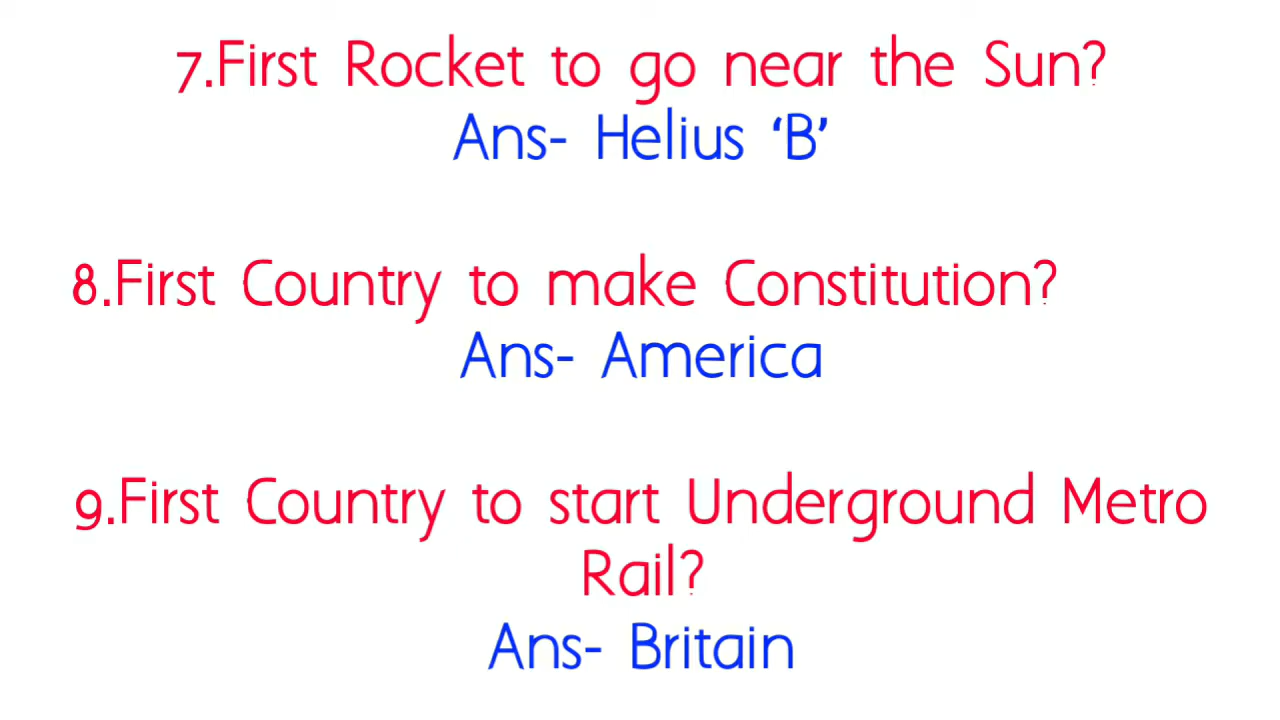 7.First Rocket to go near the Sun?
Ans- Helius ‘B’
8.First Country to make Constitution?
Ans- America
9.First Country to start Underground Metro
Rail?
Ans- Britain